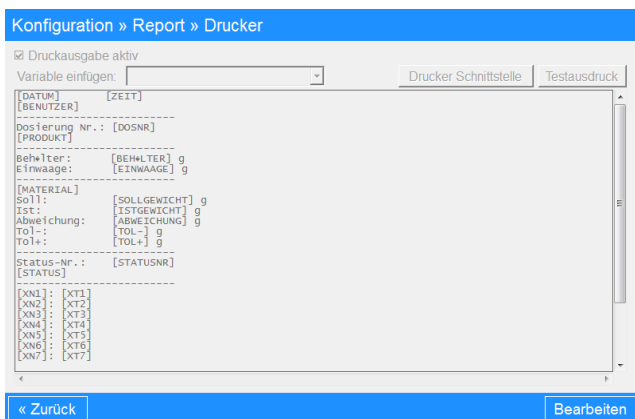 Konfiguration » Report » Drucker
Druckausgabe aktiv
Variable einfügen:
Drucker Schnittstelle
Testausdruck
[DATUM] [ZEIT]
[BENUTZER]
------------------------
Dosierung Nr.: [DOSNR]
[PRODUKT]
------------------------
Beh◆lter: [BEH◆LTER] g
Einwaage: [EINWAAGE] g
------------------------
[MATERIAL]
Soll: [SOLLGEWICHT] g
Ist: [ISTGEWICHT] g
Abweichung: [ABWEICHUNG] g
Tol-: [TOL-] g
Tol+: [TOL+] g
------------------------
Status-Nr.: [STATUSNR]
[STATUS]
------------------------
[XN1]: [XT1]
[XN2]: [XT2]
[XN3]: [XT3]
[XN4]: [XT4]
[XN5]: [XT5]
[XN6]: [XT6]
[XN7]: [XT7]
« Zurück
Bearbeiten